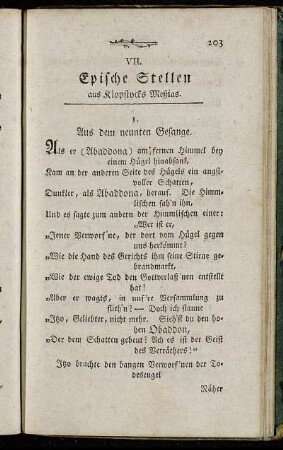 203
VII.
Epische Stellen
aus Klopstocks Meßias.
1.
Aus dem neunten Gesange.
Als er (Abaddona) am fernen Himmel bey
einem Hügel hinabsank,
Kam an der anderen Seite des Hügels ein angst-
voller Schatten,
Dunkler, als Abaddona, herauf. Die Himm-
lischen sah'n ihn,
Und es sagte zum andern der Himmlischen einer:
„Wer ist er,
„Jener Verworf'ne, der dort vom Hügel gegen
uns herkömmt?
„Wie die Hand des Gerichts ihm seine Stirne ge-
brandmarkt,
„Wie der ewige Tod den Gottverlaß'nen entstellt
hat!
„Aber er wagts, in uns're Versammlung zu
flieh'n? — Doch ich staune
„Itzo, Geliebter, nicht mehr. Sieh'st du den ho-
hen Obaddon,
„Der dem Schatten gebeut? Ach es ist der Geist
des Verräthers!“
Itzo brachte den bangen Verworf'nen der To-
desengel
Näher